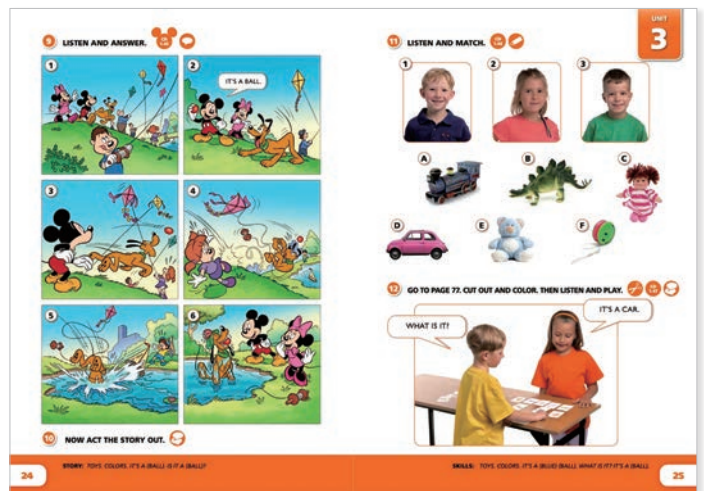 9 LISTEN AND ANSWER.
1
2
IT'S A BALL.
3
4
5
6
10 NOW ACT THE STORY OUT.
24
STORY: TOYS. COLORS. IT'S A (BALL). IS IT A (BALL)?
UNIT
3
11 LISTEN AND MATCH.
1
2
3
A
B
C
D
E
F
12 GO TO PAGE 77. CUT OUT AND COLOR. THEN LISTEN AND PLAY.
WHAT IS IT?
IT'S A CAR.
SKILLS: TOYS. COLORS. IT'S A (BLUE) (BALL). WHAT IS IT? IT'S A (BALL).
25